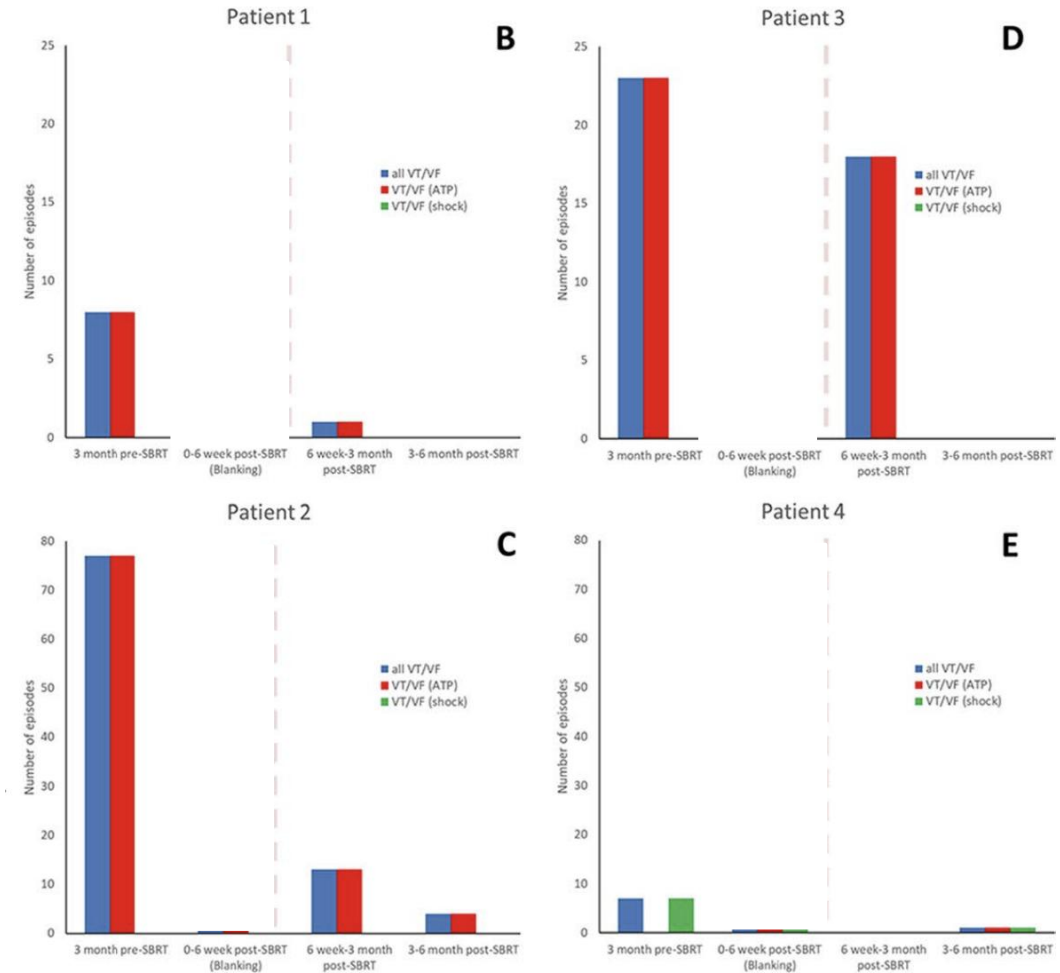 Patient 1
B
25
20
15
10
5
0
Number of episodes
all VT/VF
VT/VF (ATP)
VT/VF (shock)
3 month pre-SBRT
0-6 week post-SBRT
(Blanking)
6 week-3 month
post-SBRT
3-6 month post-SBRT
Patient 3
D
25
20
15
10
5
0
Number of episodes
all VT/VF
VT/VF (ATP)
VT/VF (shock)
3 month pre-SBRT
0-6 week post-SBRT
(Blanking)
6 week-3 month
post-SBRT
3-6 month post-SBRT
Patient 2
C
80
70
60
50
40
30
20
10
0
Number of episodes
all VT/VF
VT/VF (ATP)
VT/VF (shock)
3 month pre-SBRT
0-6 week post-SBRT
(Blanking)
6 week-3 month
post-SBRT
3-6 month post-SBRT
Patient 4
E
80
70
60
50
40
30
20
10
0
Number of episodes
all VT/VF
VT/VF (ATP)
VT/VF (shock)
3 month pre-SBRT
0-6 week post-SBRT
(Blanking)
6 week-3 month
post-SBRT
3-6 month post-SBRT